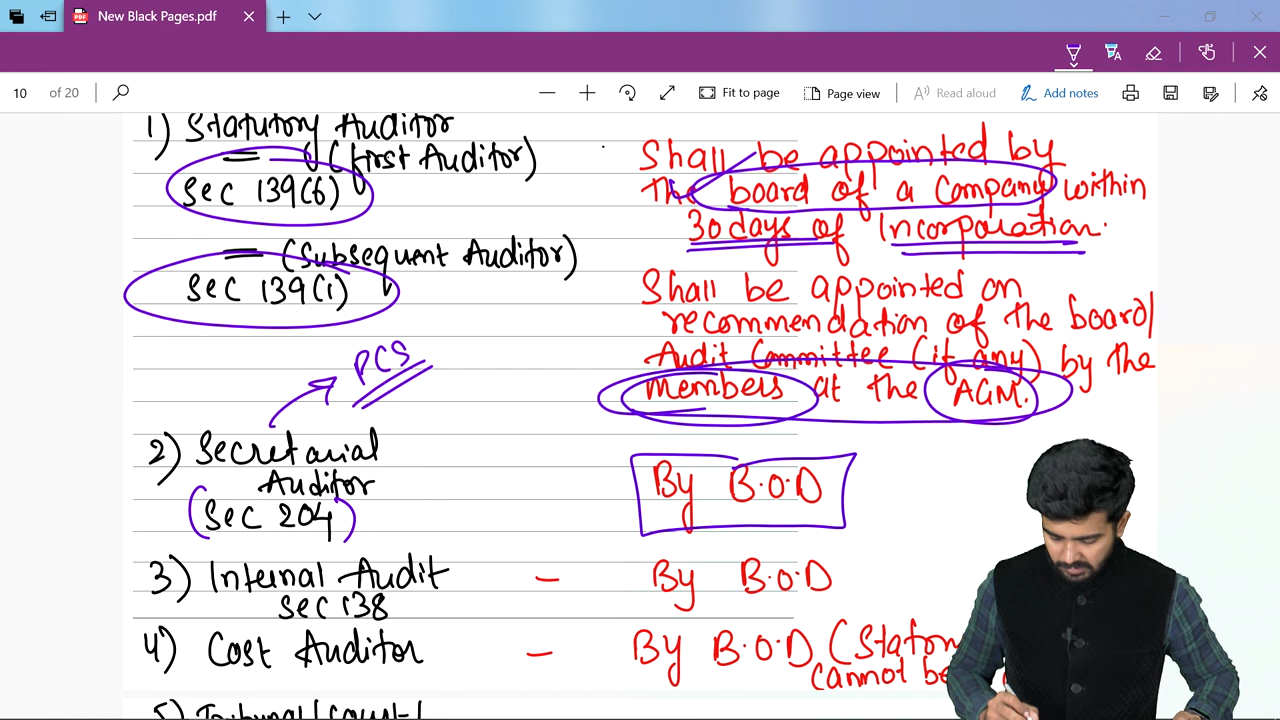 New Black Pages.pdf
10 of 20
Fit to page
Page view
Read aloud
Add notes
1) Statutory Auditor
(first Auditor)
Sec 139(6)
Shall be appointed by
the board of a Company within
30 days of Incorporation.
(Subsequent Auditor)
Sec 139(1)
Shall be appointed on
recommendation of the board/
Audit Committee (if any) by the
members at the AGM.
PCS
2) Secretarial
Auditor
(Sec 204)
By B.O.D
3) Internal Audit - By B.O.D
Sec 138
4) Cost Auditor - By B.O.D (
cannot be
5) Tribunal/